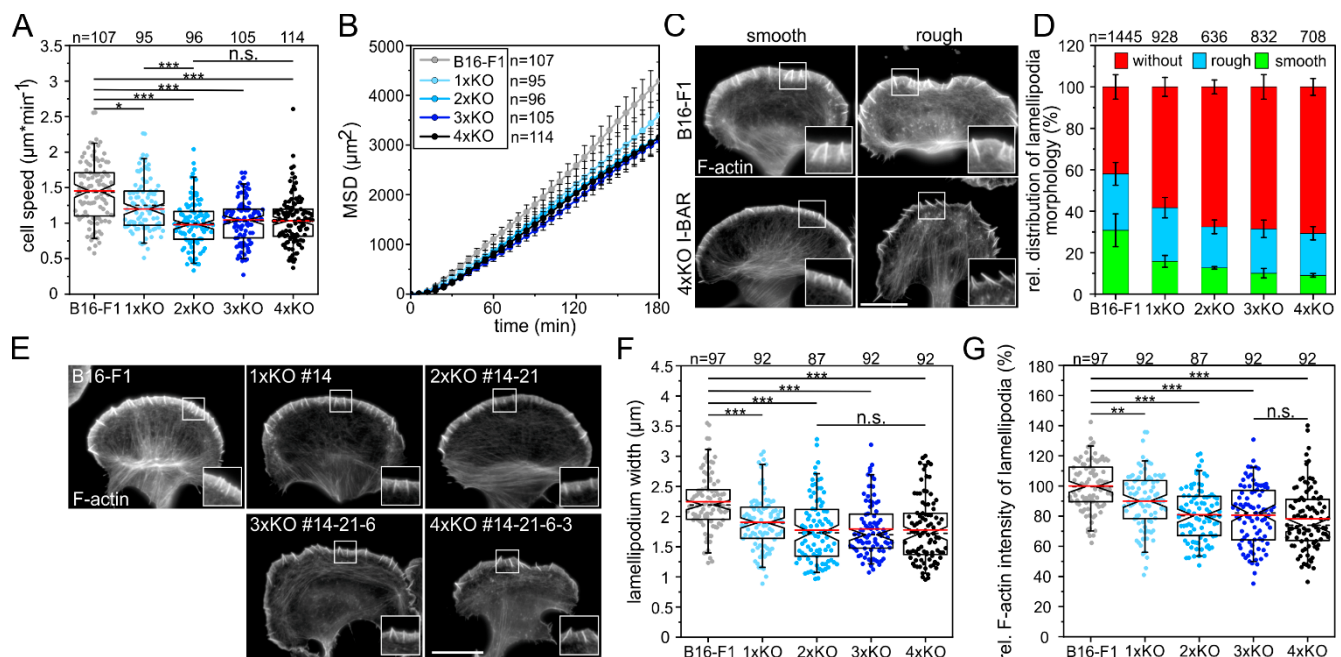 A
n=107 95 96 105 114
n.s.
***
***
***
***
*
cell speed (µm*min-1)
3.5
3
2.5
2
1.5
1
0.5
0
B16-F1 1xKO 2xKO 3xKO 4xKO
B
MSD (µm²)
5000
4000
3000
2000
1000
0
B16-F1 n=107
1xKO n=95
2xKO n=96
3xKO n=105
4xKO n=114
0 60 120 180
time (min)
C
smooth rough
B16-F1
F-actin
4xKO I-BAR
D
n=1445 928 636 832 708
without rough smooth
rel. distribution of lamellipodia
morphology (%)
120
100
80
60
40
20
0
B16-F1 1xKO 2xKO 3xKO 4xKO
E
B16-F1
F-actin
1xKO #14
2xKO #14-21
3xKO #14-21-6
4xKO #14-21-6-3
F
n=97 92 87 92 92
***
***
***
***
n.s.
lamellipodium width (µm)
4.5
4
3.5
3
2.5
2
1.5
1
0.5
0
B16-F1 1xKO 2xKO 3xKO 4xKO
G
n=97 92 87 92 92
***
***
***
**
n.s.
rel. F-actin intensity of lamellipodia (%)
180
160
140
120
100
80
60
40
20
0
B16-F1 1xKO 2xKO 3xKO 4xKO